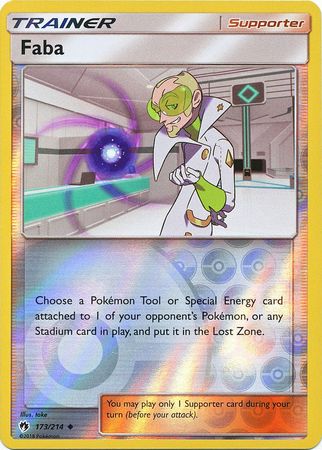 TRAINER Supporter
Faba
Choose a Pokémon Tool or Special Energy card
attached to 1 of your opponent's Pokémon, or any
Stadium card in play, and put it in the Lost Zone.
Illus. take
173/214
©2018 Pokémon
You may play only 1 Supporter card during your
turn (before your attack).